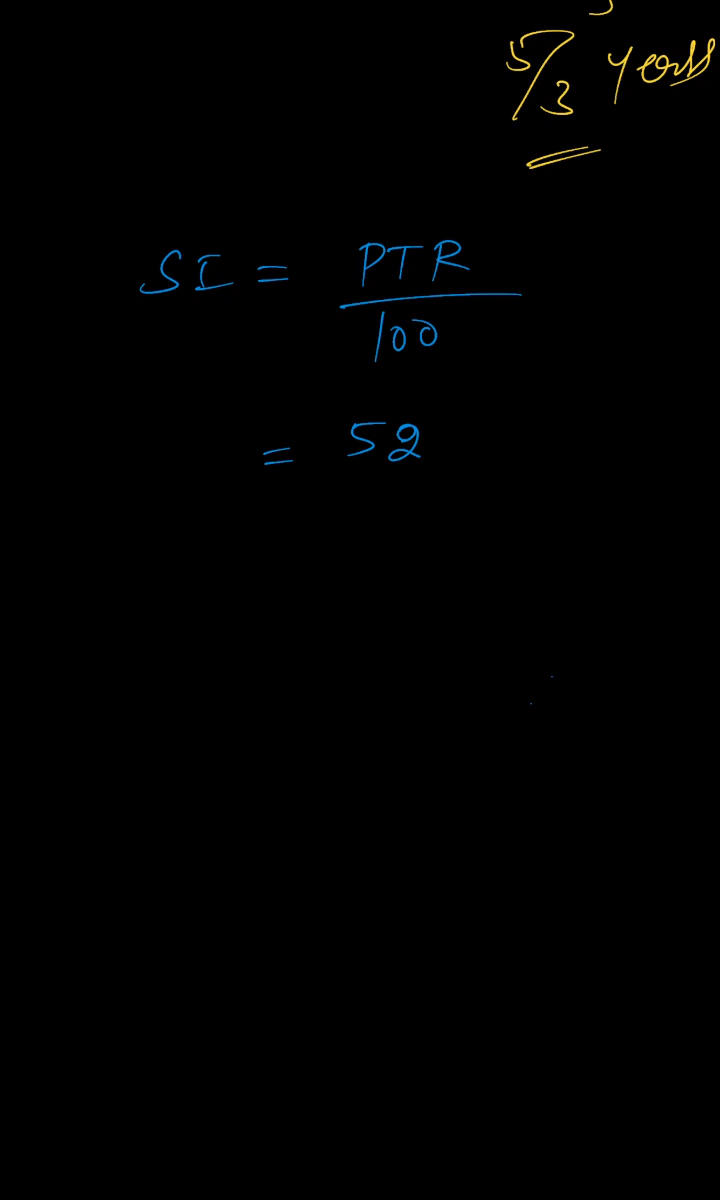 5/3 years
SI = PTR
100
= 52